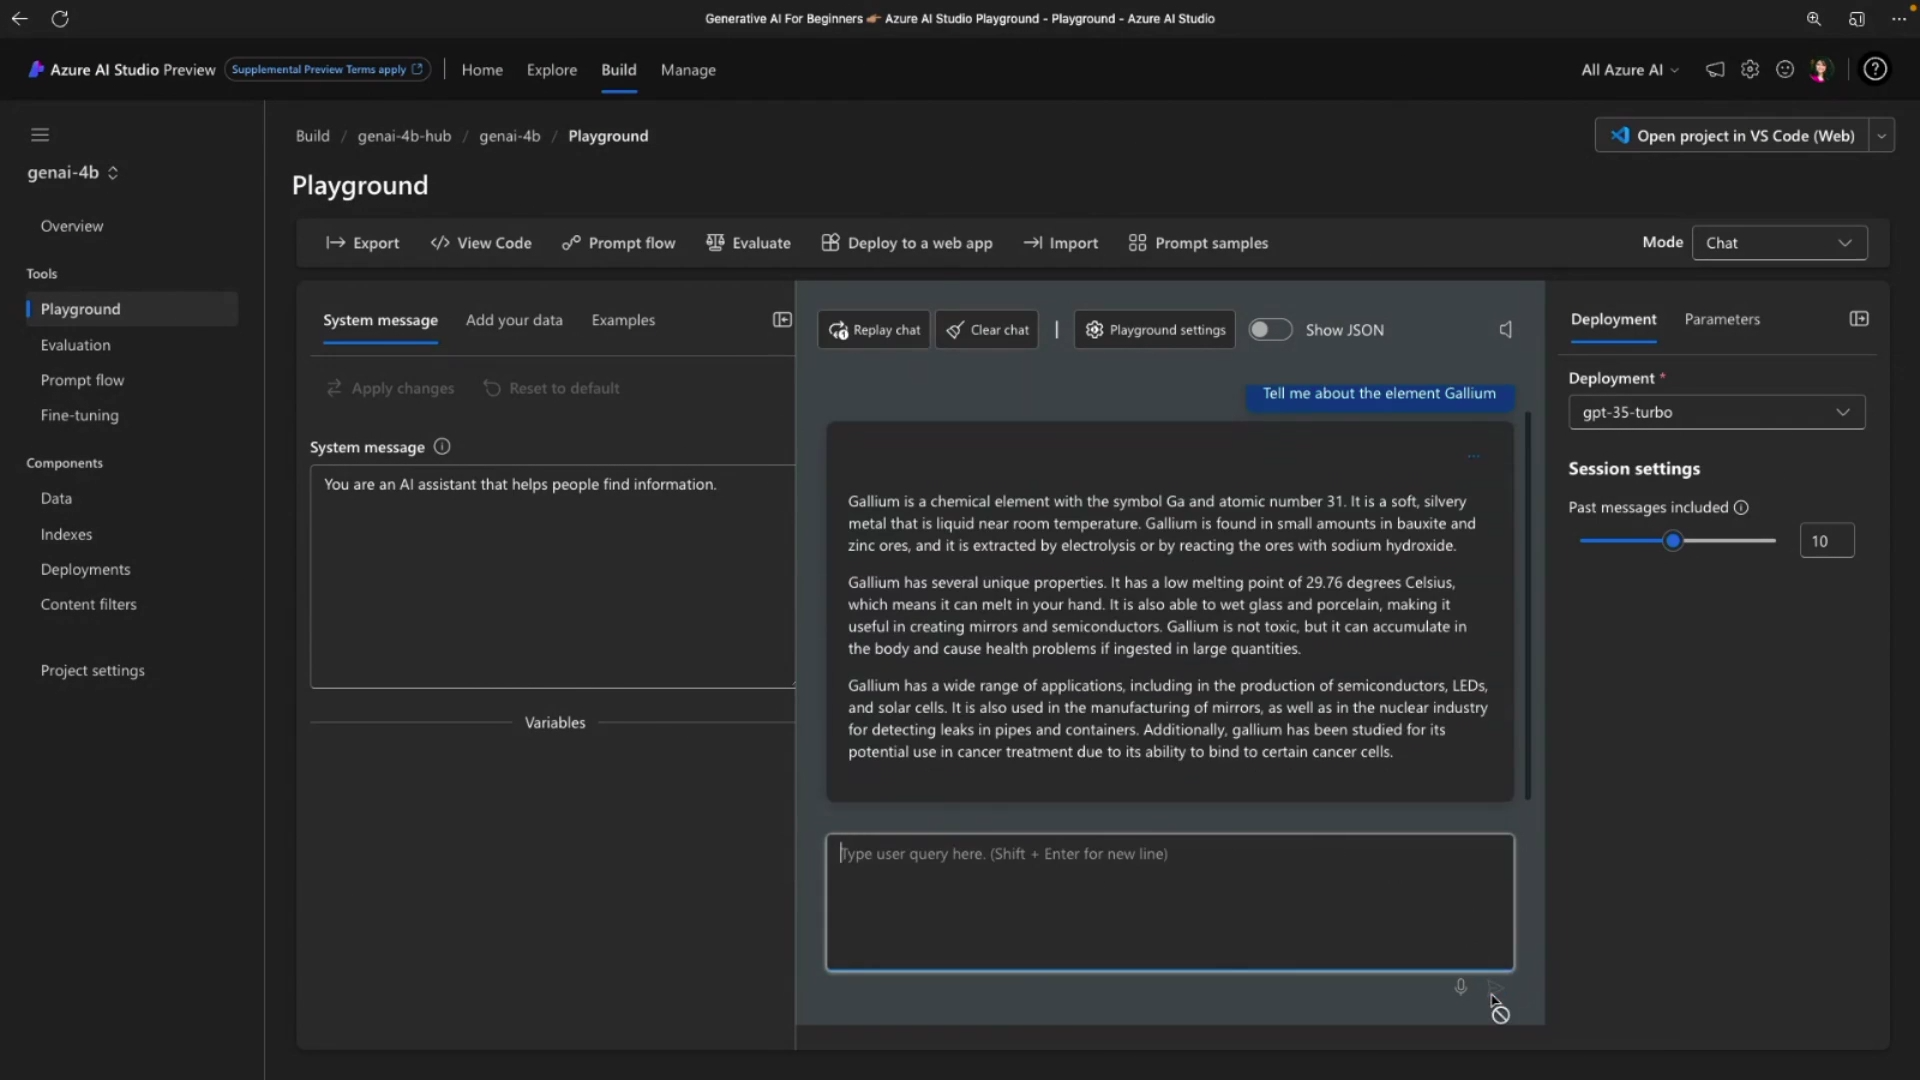 Generative AI For Beginners 👉🏽 Azure AI Studio Playground - Playground - Azure AI Studio
Azure AI Studio Preview
Supplemental Preview Terms apply
Home
Explore
Build
Manage
All Azure AI
genai-4b
Overview
Tools
Playground
Evaluation
Prompt flow
Fine-tuning
Components
Data
Indexes
Deployments
Content filters
Project settings
Build / genai-4b-hub / genai-4b / Playground
Open project in VS Code (Web)
Playground
Export
View Code
Prompt flow
Evaluate
Deploy to a web app
Import
Prompt samples
Mode
Chat
System message
Add your data
Examples
Apply changes
Reset to default
System message
You are an AI assistant that helps people find information.
Variables
Replay chat
Clear chat
Playground settings
Show JSON
Tell me about the element Gallium
Gallium is a chemical element with the symbol Ga and atomic number 31. It is a soft, silvery
metal that is liquid near room temperature. Gallium is found in small amounts in bauxite and
zinc ores, and it is extracted by electrolysis or by reacting the ores with sodium hydroxide.
Gallium has several unique properties. It has a low melting point of 29.76 degrees Celsius,
which means it can melt in your hand. It is also able to wet glass and porcelain, making it
useful in creating mirrors and semiconductors. Gallium is not toxic, but it can accumulate in
the body and cause health problems if ingested in large quantities.
Gallium has a wide range of applications, including in the production of semiconductors, LEDs,
and solar cells. It is also used in the manufacturing of mirrors, as well as in the nuclear industry
for detecting leaks in pipes and containers. Additionally, gallium has been studied for its
potential use in cancer treatment due to its ability to bind to certain cancer cells.
Type user query here. (Shift + Enter for new line)
Deployment
Parameters
Deployment *
gpt-35-turbo
Session settings
Past messages included
10